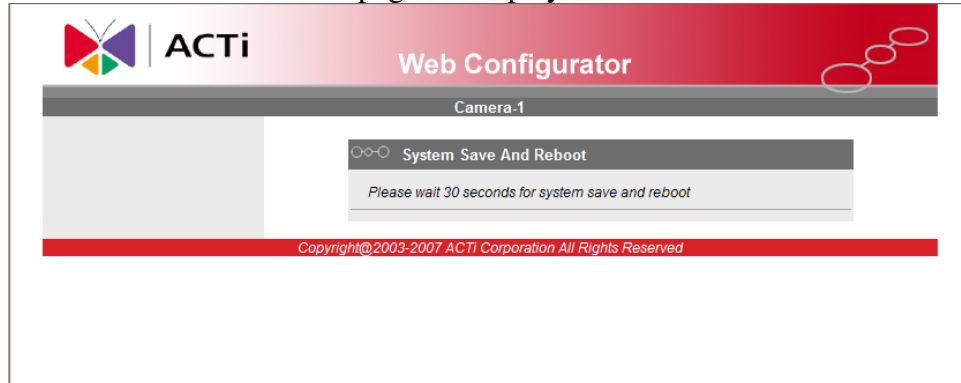 ACTi
Web Configurator
Camera-1
System Save And Reboot
Please wait 30 seconds for system save and reboot
Copyright@2003-2007 ACTi Corporation All Rights Reserved